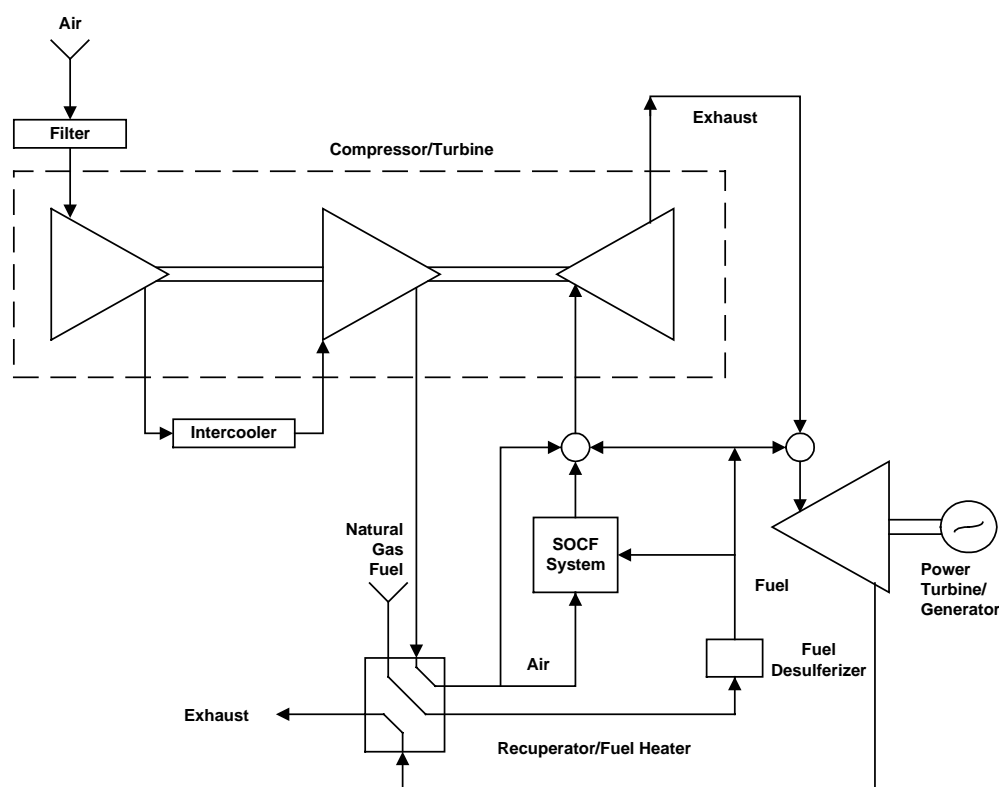 Air
Filter
Compressor/Turbine
Exhaust
Intercooler
Natural
Gas
Fuel
SOCF
System
Fuel
Power
Turbine/
Generator
Air
Fuel
Desulferizer
Exhaust
Recuperator/Fuel Heater